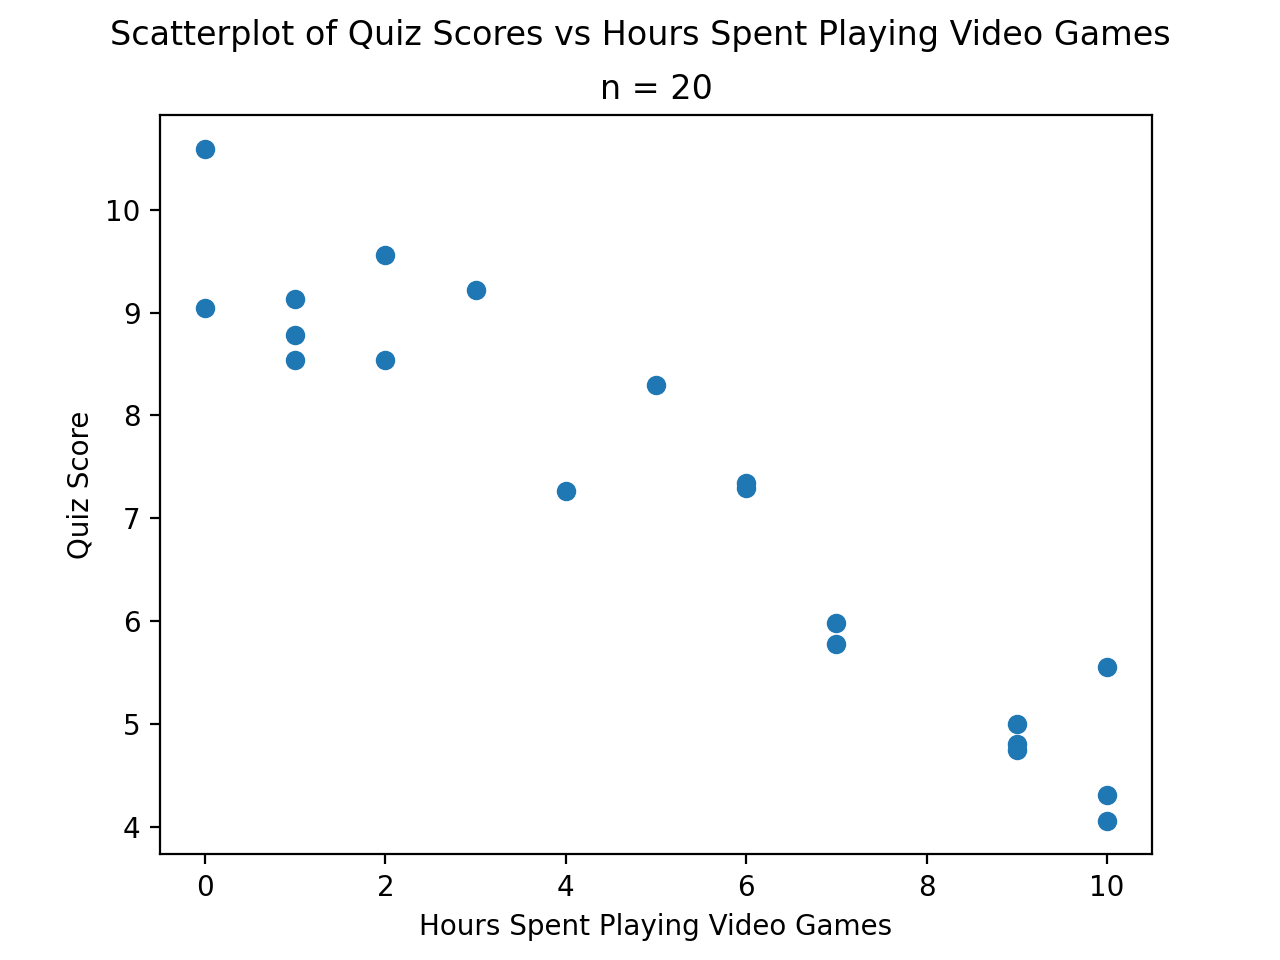 Scatterplot of Quiz Scores vs Hours Spent Playing Video Games
n = 20
10
9
8
7
6
5
4
Quiz Score
0 2 4 6 8 10
Hours Spent Playing Video Games